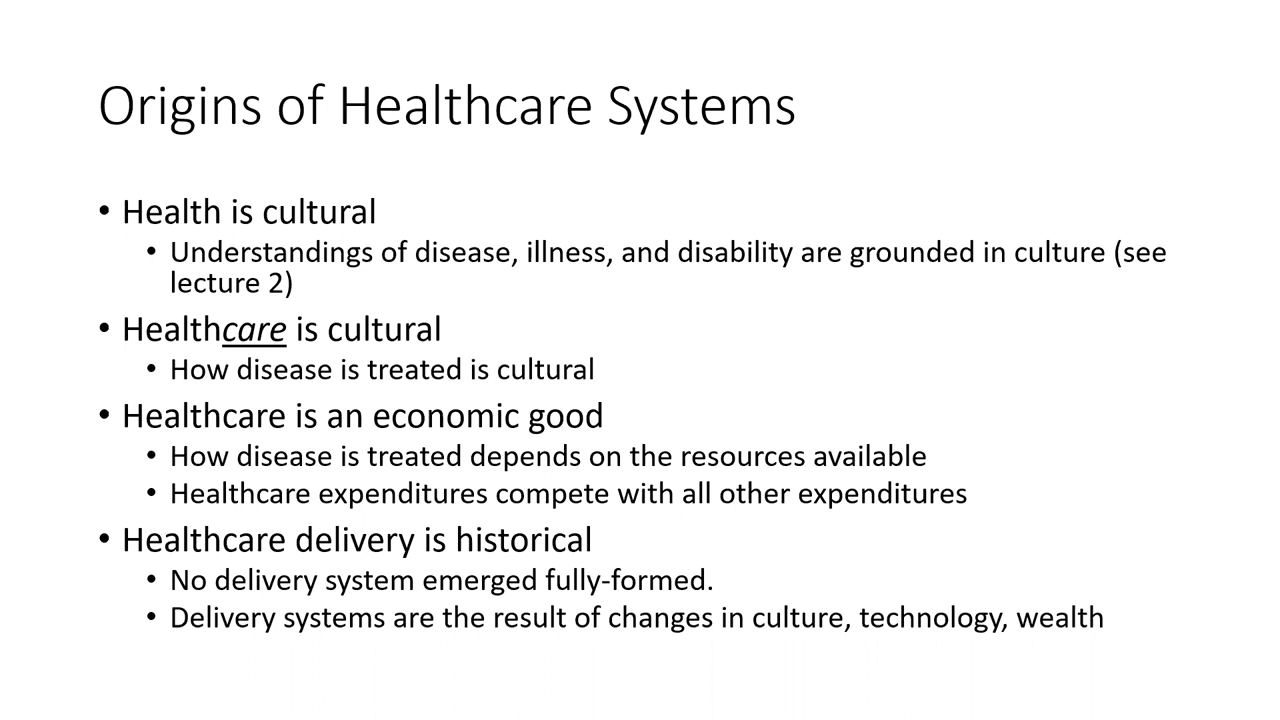 Origins of Healthcare Systems
• Health is cultural
• Understandings of disease, illness, and disability are grounded in culture (see
lecture 2)
• Healthcare is cultural
• How disease is treated is cultural
• Healthcare is an economic good
• How disease is treated depends on the resources available
• Healthcare expenditures compete with all other expenditures
• Healthcare delivery is historical
• No delivery system emerged fully-formed.
• Delivery systems are the result of changes in culture, technology, wealth